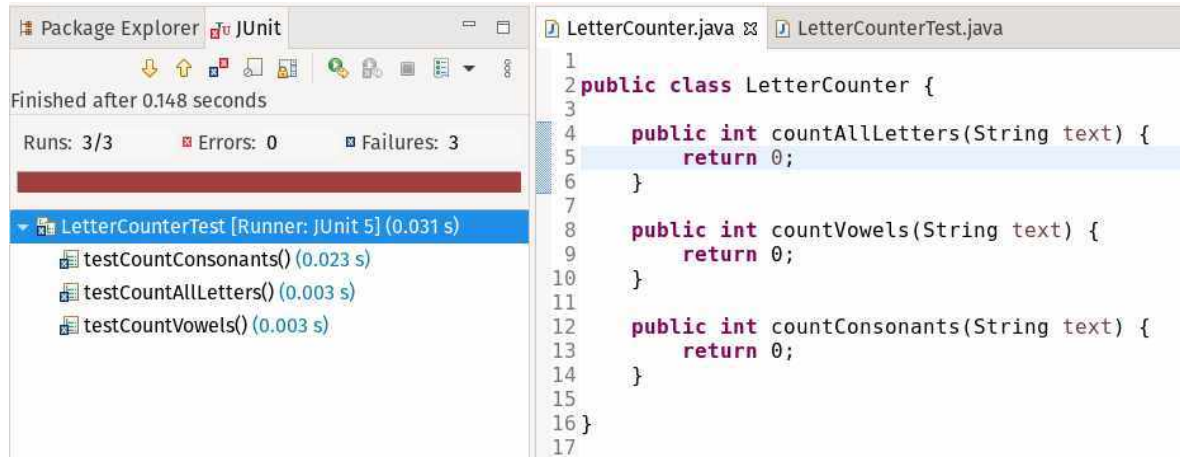 Package Explorer JUnit
Finished after 0.148 seconds
Runs: 3/3 Errors: 0 Failures: 3
LetterCounterTest [Runner: JUnit 5] (0.031 s)
testCountConsonants() (0.023 s)
testCountAllLetters() (0.003 s)
testCountVowels() (0.003 s)
LetterCounter.java LetterCounterTest.java
1
2 public class LetterCounter {
3
4 public int countAllLetters(String text) {
5 return 0;
6 }
7
8 public int countVowels(String text) {
9 return 0;
10 }
11
12 public int countConsonants(String text) {
13 return 0;
14 }
15
16 }
17